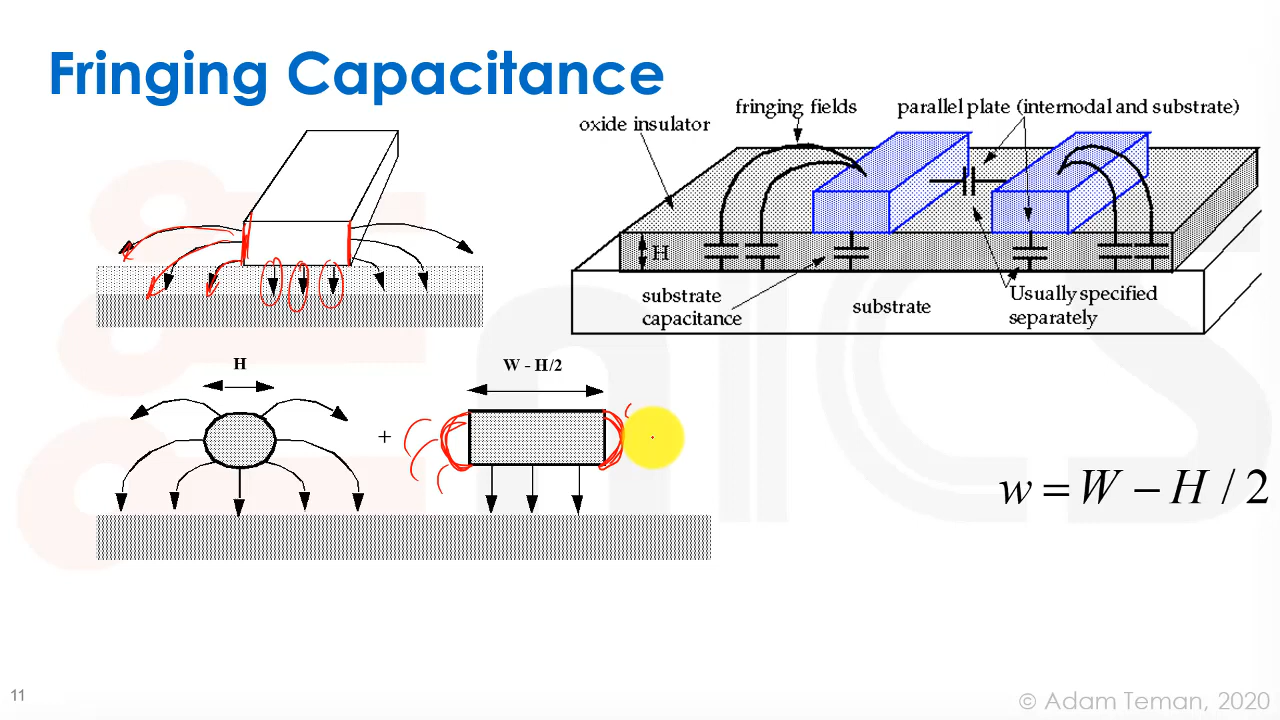 Fringing Capacitance
fringing fields
parallel plate (internodal and substrate)
oxide insulator
H
substrate
capacitance
substrate
Usually specified
separately
H
W - H/2
+
w = W − H / 2
11
© Adam Teman, 2020